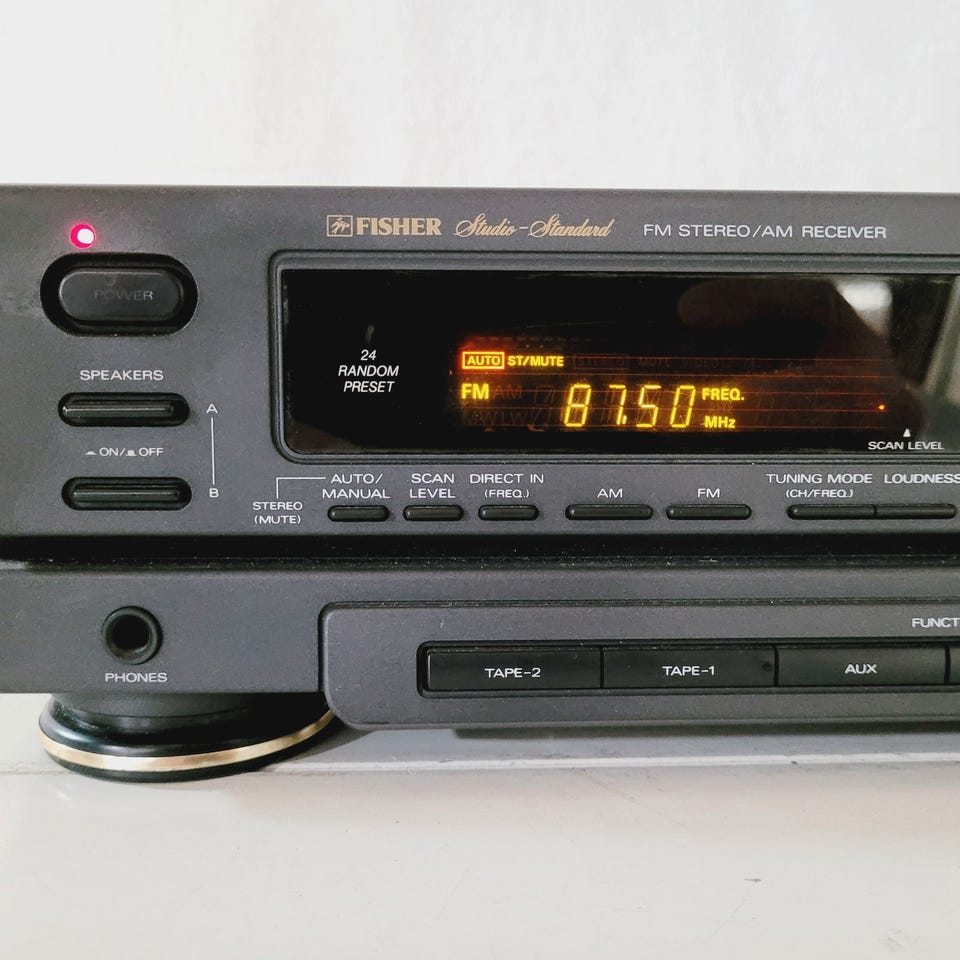 FISHER Studio-Standard FM STEREO/AM RECEIVER
POWER
24
RANDOM
PRESET
AUTO ST/MUTE
FM AM 87.50 FREQ.
MHz
SCAN LEVEL
SPEAKERS
A
ON/OFF
B
STEREO
(MUTE)
AUTO/
MANUAL
SCAN
LEVEL
DIRECT IN
(FREQ.)
AM
FM
TUNING MODE
(CH/FREQ.)
LOUDNESS
PHONES
FUNCT
TAPE-2
TAPE-1
AUX